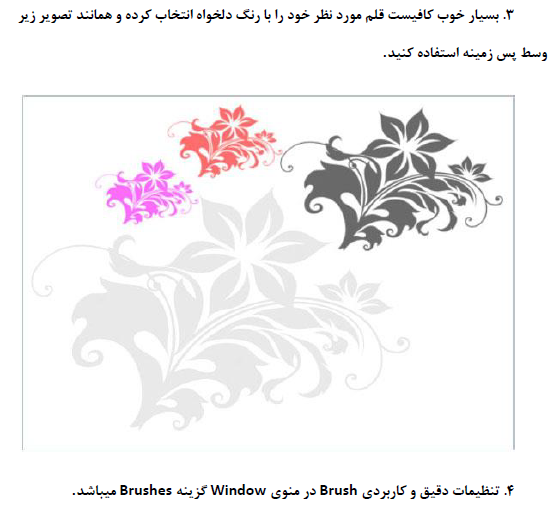 ۳. بسیار خوب کافیست قلم مورد نظر خود را با رنگ دلخواه انتخاب کرده و همانند تصویر زیر
وسط پس زمینه استفاده کنید.
۴. تنظیمات دقیق و کاربردی Brush در منوی Window گزینه Brushes میباشد.